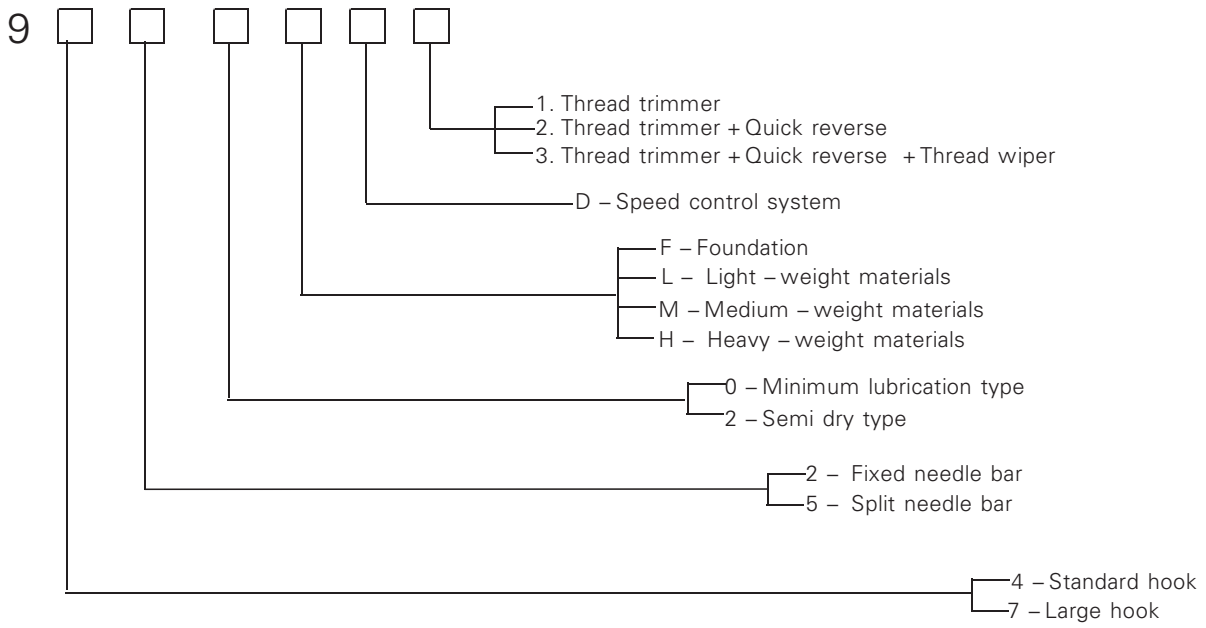 9
1. Thread trimmer
2. Thread trimmer + Quick reverse
3. Thread trimmer + Quick reverse + Thread wiper
D – Speed control system
F – Foundation
L – Light – weight materials
M – Medium – weight materials
H – Heavy – weight materials
0 – Minimum lubrication type
2 – Semi dry type
2 – Fixed needle bar
5 – Split needle bar
4 – Standard hook
7 – Large hook